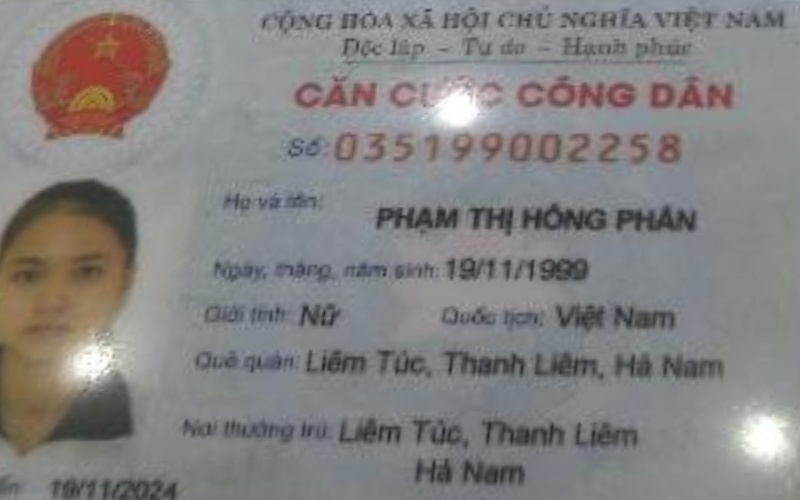 CỘNG HÒA XÃ HỘI CHỦ NGHĨA VIỆT NAM
Độc lập - Tự do - Hạnh phúc
CĂN CƯỚC CÔNG DÂN
Số: 035199002258
Họ và tên: PHẠM THỊ HỒNG PHẤN
Ngày, tháng, năm sinh: 19/11/1999
Giới tính: Nữ Quốc tịch: Việt Nam
Quê quán: Liêm Túc, Thanh Liêm, Hà Nam
Nơi thường trú: Liêm Túc, Thanh Liêm
Hà Nam
19/11/2024